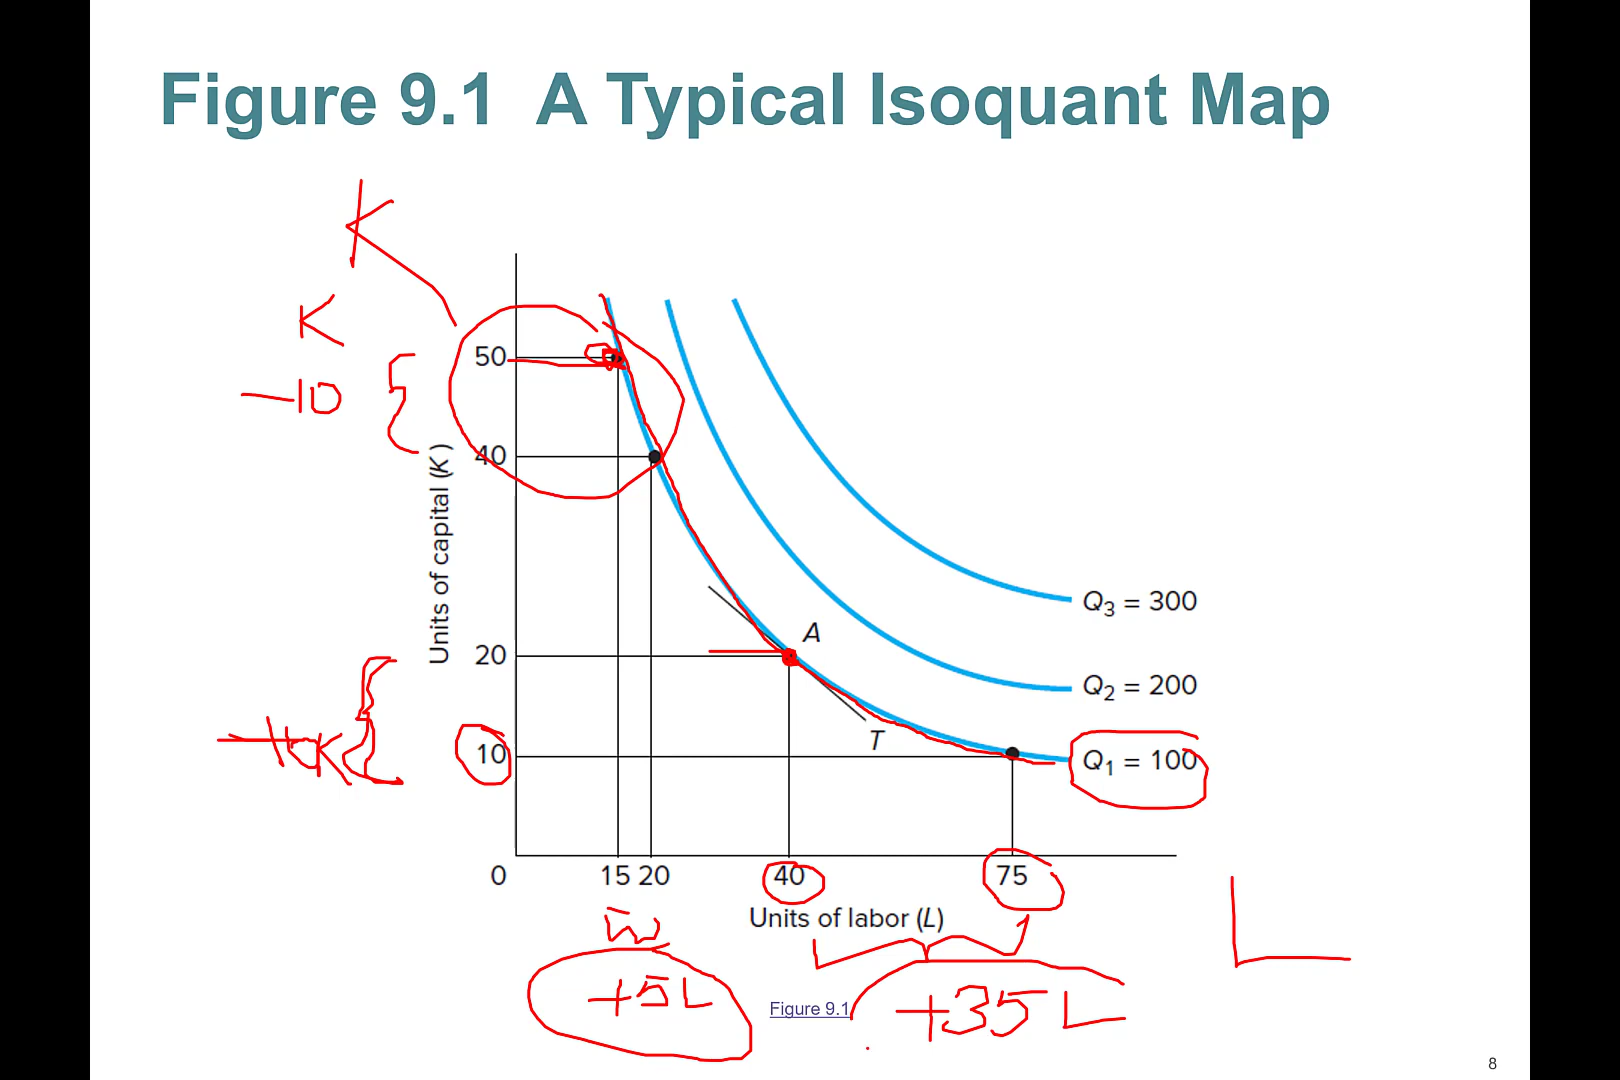 Figure 9.1 A Typical Isoquant Map
K
K
50
-10
40
Units of capital (K)
Q3 = 300
A
20
Q2 = 200
T
10
Q1 = 100
-10K
0
15
20
40
75
Units of labor (L)
L
+5L
Figure 9.1
+35L
8